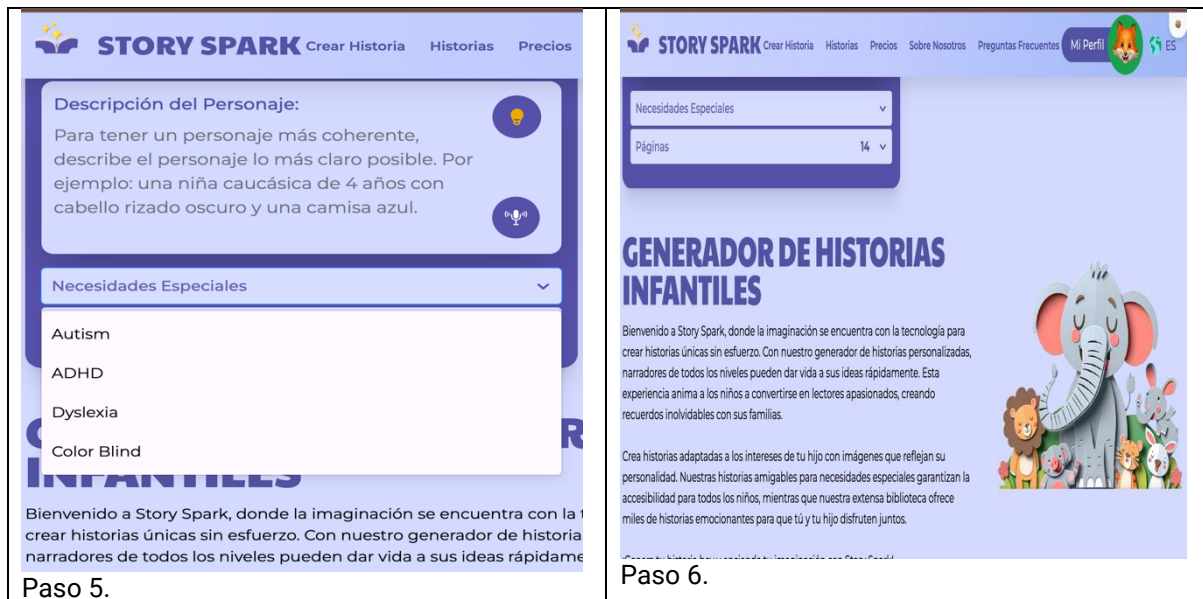 STORY SPARK Crear Historia Historias Precios
Descripción del Personaje:
Para tener un personaje más coherente,
describe el personaje lo más claro posible. Por
ejemplo: una niña caucásica de 4 años con
cabello rizado oscuro y una camisa azul.
Necesidades Especiales
Autism
ADHD
Dyslexia
Color Blind
INFANTILES
Bienvenido a Story Spark, donde la imaginación se encuentra con la
crear historias únicas sin esfuerzo. Con nuestro generador de historia
narradores de todos los niveles pueden dar vida a sus ideas rápidame
Paso 5.
STORY SPARK Crear Historia Historias Precios Sobre Nosotros Preguntas Frecuentes Mi Perfil ES
Necesidades Especiales
Páginas 14
GENERADOR DE HISTORIAS
INFANTILES
Bienvenido a Story Spark, donde la imaginación se encuentra con la tecnología para
crear historias únicas sin esfuerzo. Con nuestro generador de historias personalizadas,
narradores de todos los niveles pueden dar vida a sus ideas rápidamente. Esta
experiencia anima a los niños a convertirse en lectores apasionados, creando
recuerdos inolvidables con sus familias.
Crea historias adaptadas a los intereses de tu hijo con imágenes que reflejan su
personalidad. Nuestras historias amigables para necesidades especiales garantizan la
accesibilidad para todos los niños, mientras que nuestra extensa biblioteca ofrece
miles de historias emocionantes para que tú y tu hijo disfruten juntos.
Paso 6.